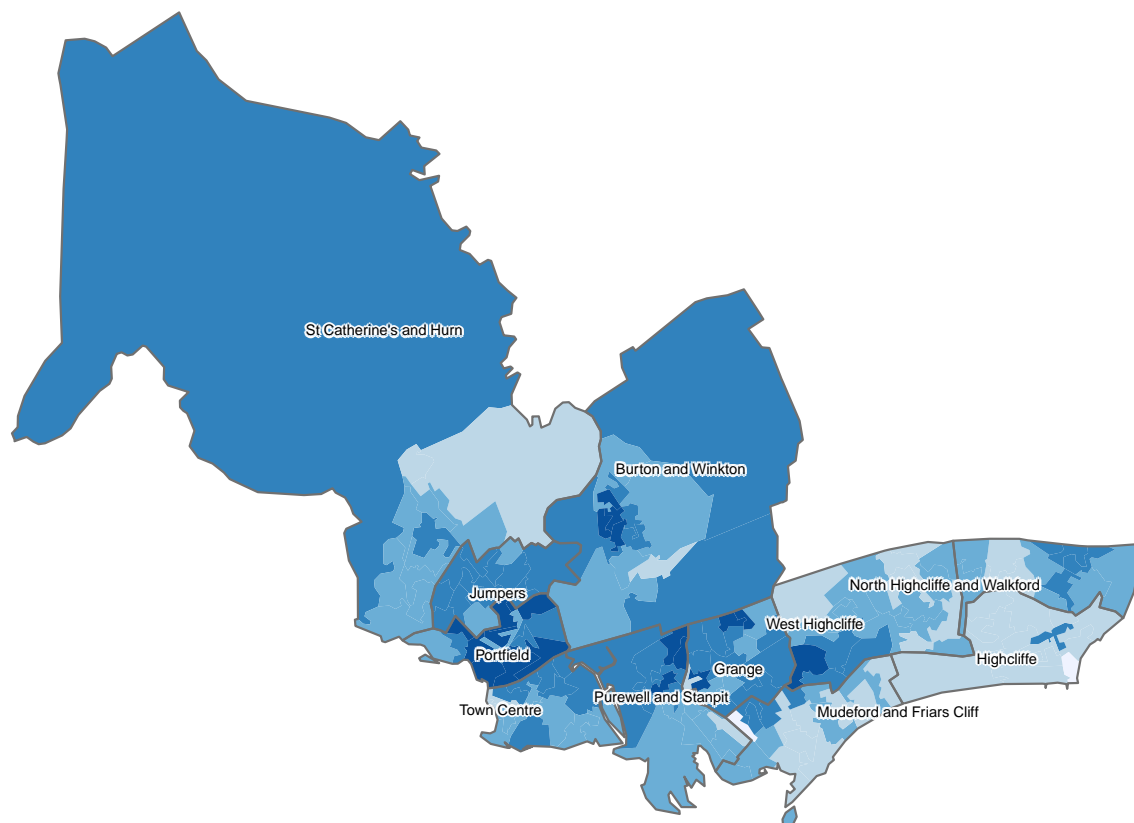 St Catherine's and Hurn
Burton and Winkton
North Highcliffe and Walkford
Jumpers
West Highcliffe
Portfield
Highcliffe
Grange
Purewell and Stanpit
Town Centre
Mudeford and Friars Cliff